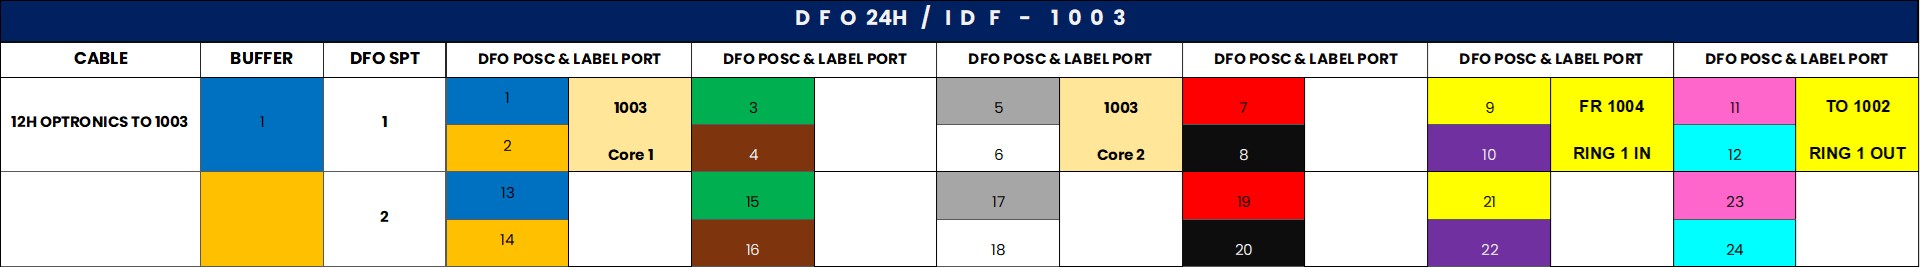 DFO 24H / IDF - 1003
CABLE BUFFER DFO SPT DFO POSC & LABEL PORT DFO POSC & LABEL PORT DFO POSC & LABEL PORT DFO POSC & LABEL PORT DFO POSC & LABEL PORT DFO POSC & LABEL PORT
12H OPTRONICS TO 1003 1 1 1 1003 3 5 1003 7 9 FR 1004 11 TO 1002
2 Core 1 4 6 Core 2 8 10 RING 1 IN 12 RING 1 OUT
2 13 15 17 19 21 23
14 16 18 20 22 24